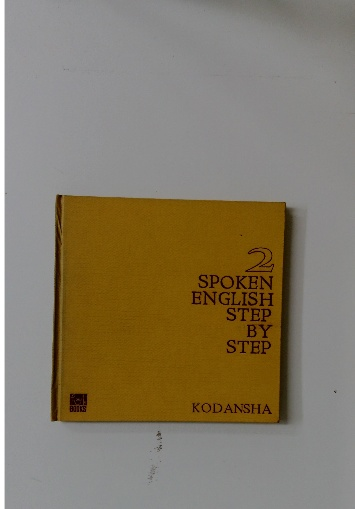 2
SPOKEN
ENGLISH
STEP
BY
STEP
KODANSHA